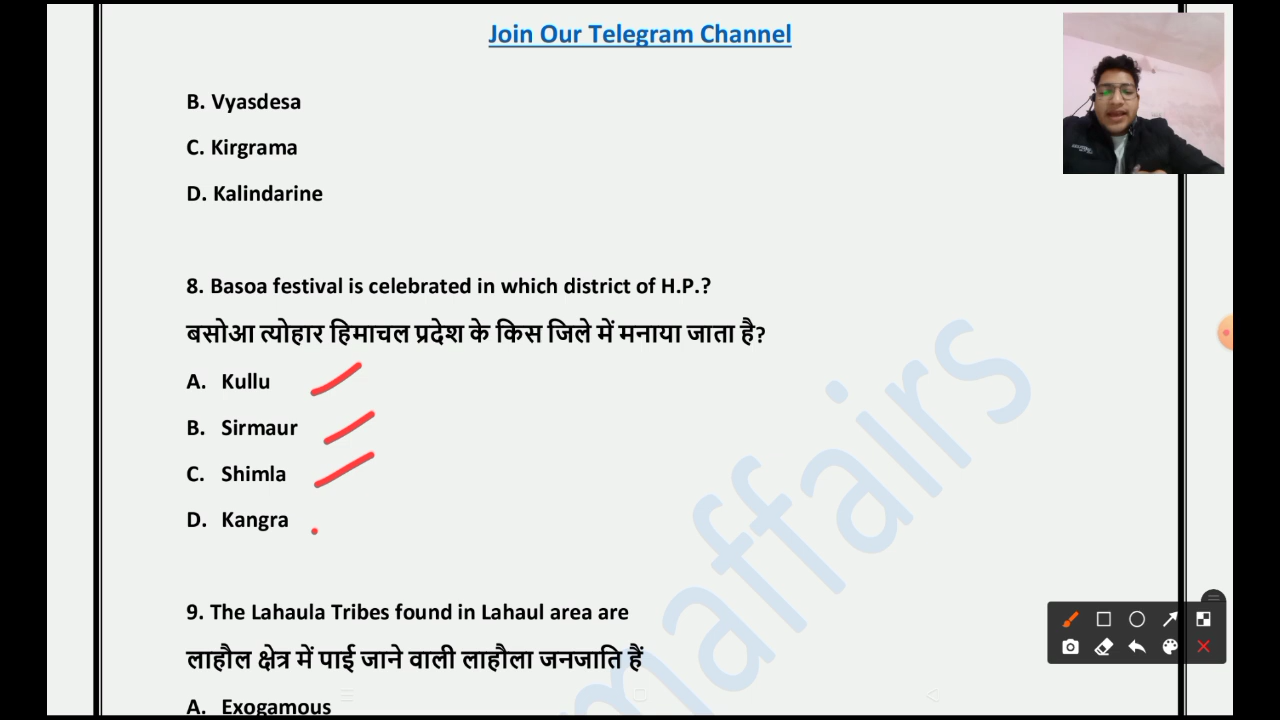 Join Our Telegram Channel
B. Vyasdesa
C. Kirgrama
D. Kalindarine
8. Basoa festival is celebrated in which district of H.P.?
बसोआ त्योहार हिमाचल प्रदेश के किस जिले में मनाया जाता है?
A. Kullu
B. Sirmaur
C. Shimla
D. Kangra
9. The Lahaula Tribes found in Lahaul area are
लाहौल क्षेत्र में पाई जाने वाली लाहौला जनजाति हैं
A. Exogamous
maffairs